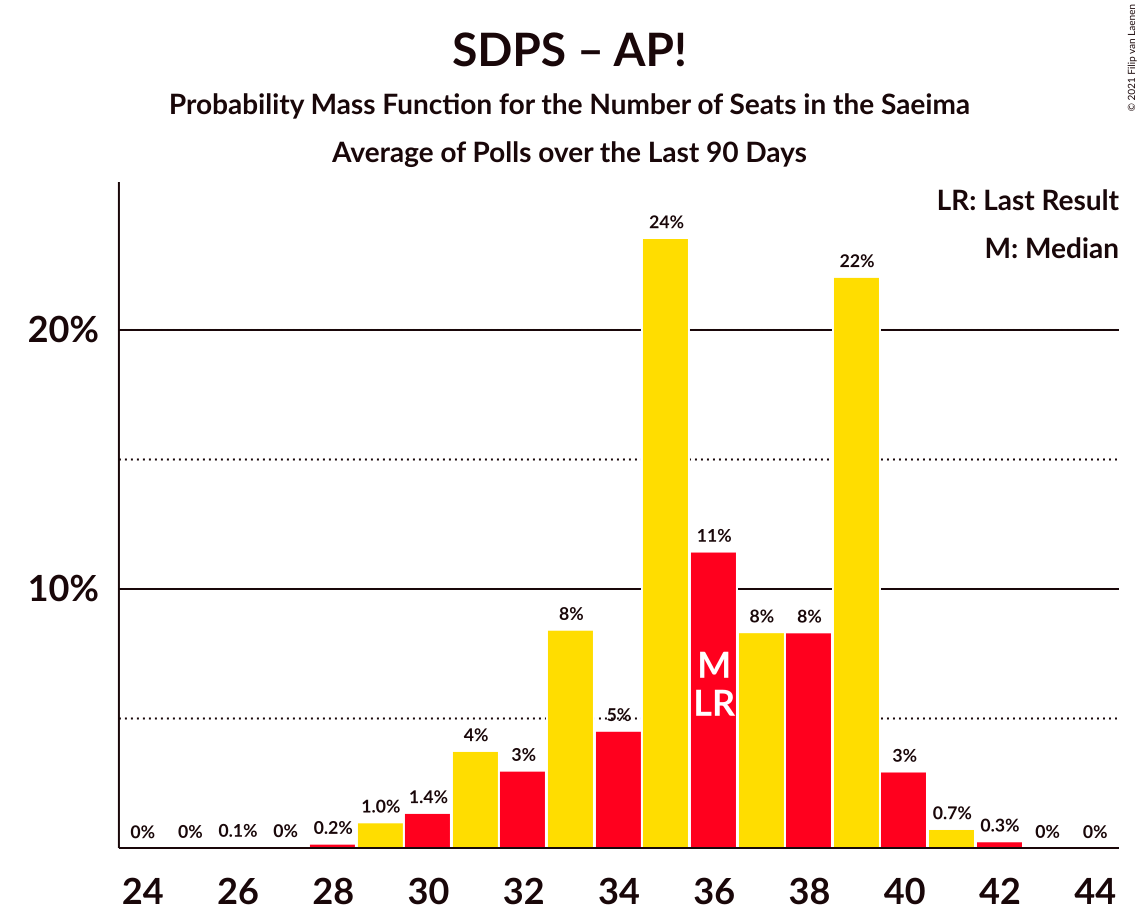 SDPS – AP!
Probability Mass Function for the Number of Seats in the Saeima
Average of Polls over the Last 90 Days
© 2021 Filip van Laenen
LR: Last Result
M: Median
20%
10%
0%
0%
0.1%
0%
0.2%
1.0%
1.4%
4%
3%
8%
5%
24%
11%
8%
8%
22%
3%
0.7%
0.3%
0%
0%
M
LR
24 26 28 30 32 34 36 38 40 42 44